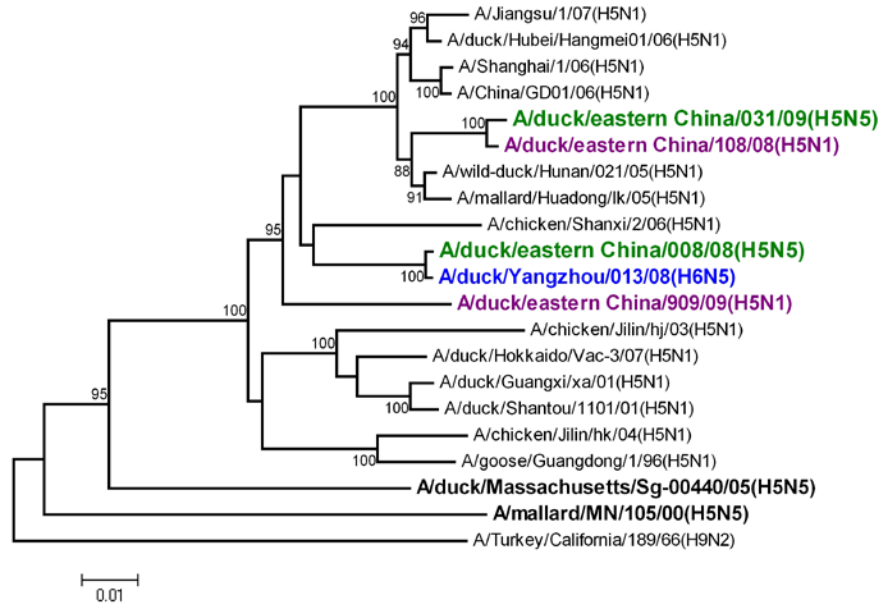 96
A/Jiangsu/1/07(H5N1)
A/duck/Hubei/Hangmei01/06(H5N1)
94
A/Shanghai/1/06(H5N1)
100
A/China/GD01/06(H5N1)
100
100
A/duck/eastern China/031/09(H5N5)
A/duck/eastern China/108/08(H5N1)
88
A/wild-duck/Hunan/021/05(H5N1)
91
A/mallard/Huadong/lk/05(H5N1)
A/chicken/Shanxi/2/06(H5N1)
95
A/duck/eastern China/008/08(H5N5)
100
A/duck/Yangzhou/013/08(H6N5)
A/duck/eastern China/909/09(H5N1)
100
A/chicken/Jilin/hj/03(H5N1)
100
A/duck/Hokkaido/Vac-3/07(H5N1)
A/duck/Guangxi/xa/01(H5N1)
100
A/duck/Shantou/1101/01(H5N1)
95
A/chicken/Jilin/hk/04(H5N1)
100
A/goose/Guangdong/1/96(H5N1)
A/duck/Massachusetts/Sg-00440/05(H5N5)
A/mallard/MN/105/00(H5N5)
A/Turkey/California/189/66(H9N2)
0.01